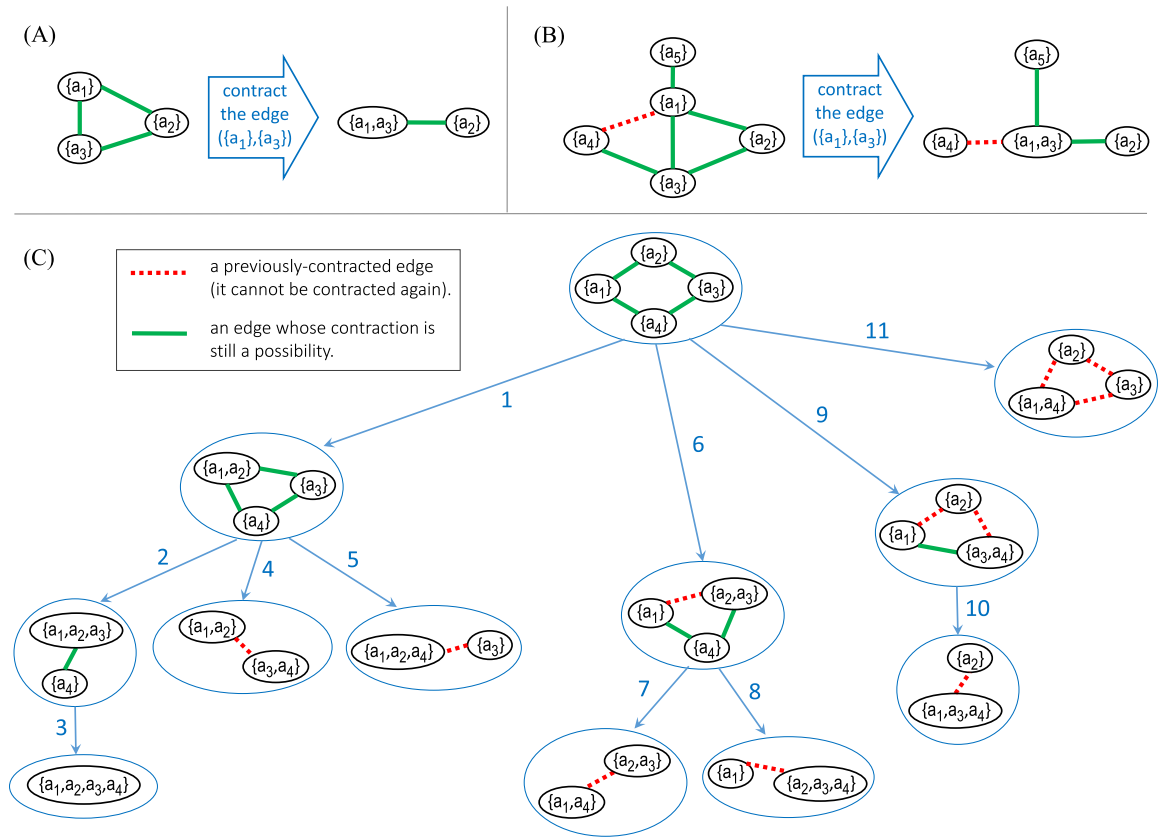 (A)
{a1}
{a2}
{a3}
contract
the edge
({a1},{a3})
{a1,a3}
{a2}
(B)
{a5}
{a1}
{a4}
{a2}
{a3}
contract
the edge
({a1},{a3})
{a5}
{a4}
{a1,a3}
{a2}
(C)
a previously-contracted edge
(it cannot be contracted again).
an edge whose contraction is
still a possibility.
{a2}
{a1}
{a3}
{a4}
11
{a2}
{a3}
{a1,a4}
1
6
9
{a1,a2}
{a3}
{a4}
{a2}
{a1}
{a3,a4}
2
4
5
10
{a1}
{a2,a3}
{a4}
{a1,a2,a3}
{a4}
{a1,a2}
{a3,a4}
{a1,a2,a4}
{a3}
{a2}
{a1,a3,a4}
3
7
8
{a1,a2,a3,a4}
{a2,a3}
{a1,a4}
{a1}
{a2,a3,a4}